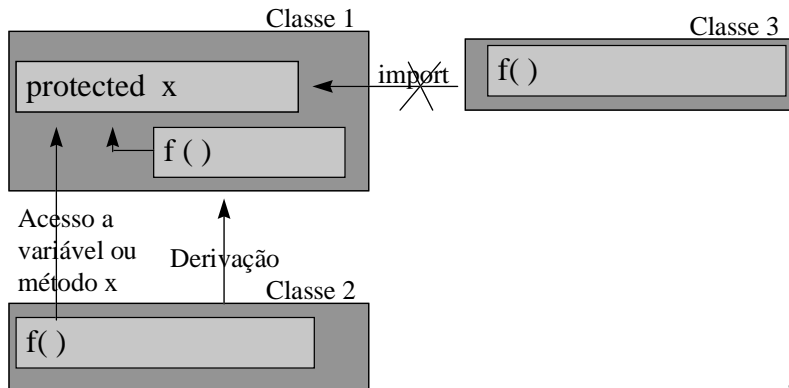 Classe 1
Classe 3
protected x
import
f( )
f ( )
Acesso a
variável ou
método x
Derivação
Classe 2
f( )